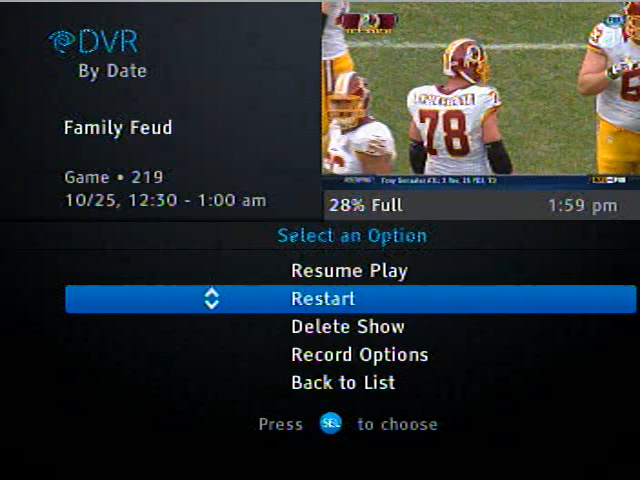 DVR
By Date
Family Feud
Game • 219
10/25, 12:30 - 1:00 am
78
6
28% Full
1:59 pm
Select an Option
Resume Play
Restart
Delete Show
Record Options
Back to List
Press SEL to choose